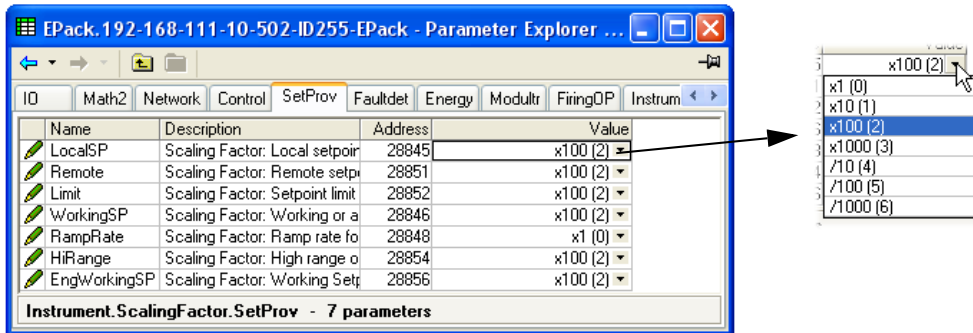 EPack.192-168-111-10-502-ID255-EPack - Parameter Explorer ...
IO Math2 Network Control SetProv Faultdet Energy Modultr FiringOP Instrum
Name Description Address Value
LocalSP Scaling Factor: Local setpoin 28845 x100 (2)
Remote Scaling Factor: Remote setp 28851 x100 (2)
Limit Scaling Factor: Setpoint limit 28852 x100 (2)
WorkingSP Scaling Factor: Working or a 28846 x100 (2)
RampRate Scaling Factor: Ramp rate fo 28848 x1 (0)
HiRange Scaling Factor: High range o 28854 x100 (2)
EngWorkingSP Scaling Factor: Working Setp 28856 x100 (2)
Instrument.ScalingFactor.SetProv - 7 parameters
x100 (2)
x1 (0)
x10 (1)
x100 (2)
x1000 (3)
/10 (4)
/100 (5)
/1000 (6)